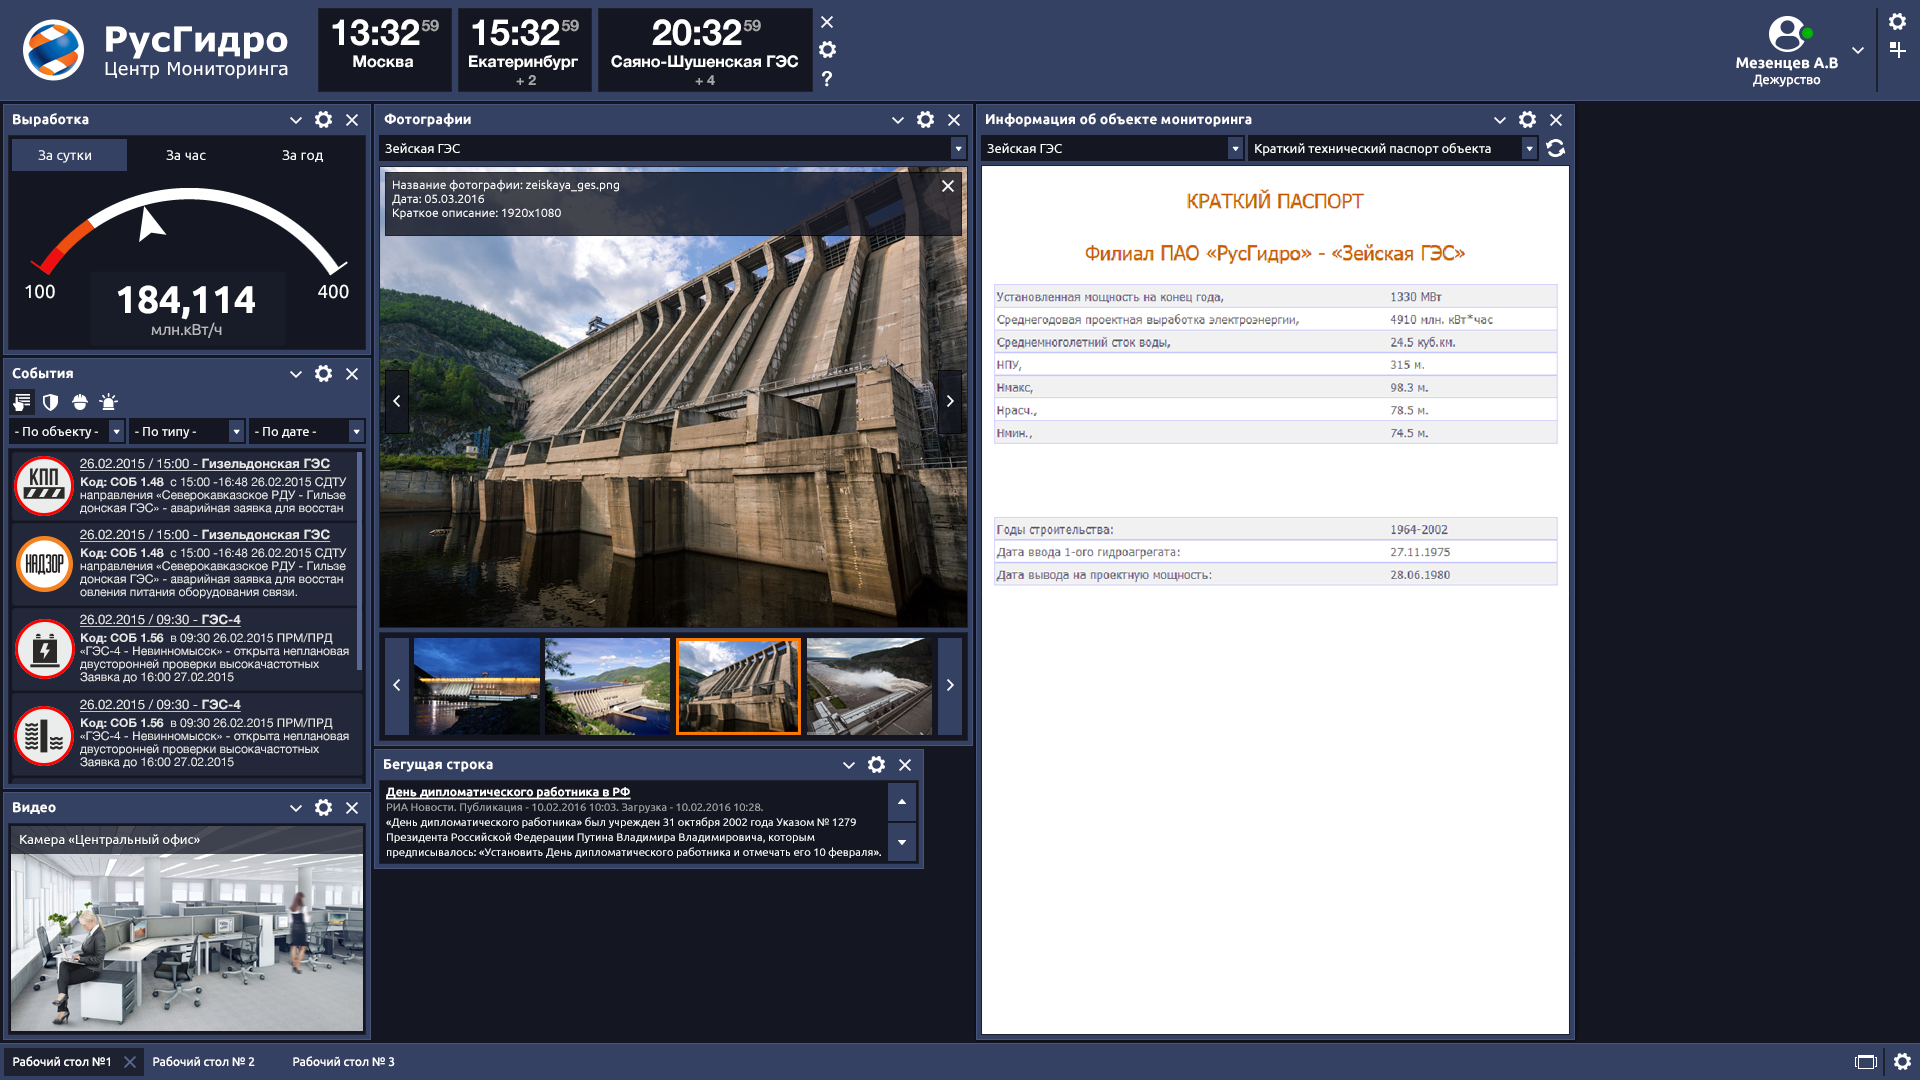 РусГидро
Центр Мониторинга
13:32 59
Москва
15:32 59
Екатеринбург
+ 2
20:32 59
Саяно-Шушенская ГЭС
+ 4
?
Мезенцев А.В
Дежурство
Выработка
За сутки
За час
За год
100
400
184,114
млн.кВт/ч
События
- По объекту -
- По типу -
- По дате -
КПП
26.02.2015 / 15:00 - Гизельдонская ГЭС
Код: СОБ 1.48 с 15:00 -16:48 26.02.2015 СДТУ
направления «Северокавказское РДУ - Гильзе
донская ГЭС» - аварийная заявка для восстан
НАДЗОР
26.02.2015 / 15:00 - Гизельдонская ГЭС
Код: СОБ 1.48 с 15:00 -16:48 26.02.2015 СДТУ
направления «Северокавказское РДУ - Гильзе
донская ГЭС» - аварийная заявка для восстан
овления питания оборудования связи.
26.02.2015 / 09:30 - ГЭС-4
Код: СОБ 1.56 в 09:30 26.02.2015 ПРМ/ПРД
«ГЭС-4 - Невинномысск» - открыта неплановая
двусторонней проверки высокачастотных
Заявка до 16:00 27.02.2015
26.02.2015 / 09:30 - ГЭС-4
Код: СОБ 1.56 в 09:30 26.02.2015 ПРМ/ПРД
«ГЭС-4 - Невинномысск» - открыта неплановая
двусторонней проверки высокачастотных
Заявка до 16:00 27.02.2015
Видео
Камера «Центральный офис»
Фотографии
Зейская ГЭС
Название фотографии: zeiskaya_ges.png
Дата: 05.03.2016
Краткое описание: 1920x1080
Бегущая строка
День дипломатического работника в РФ
РИА Новости. Публикация - 10.02.2016 10:03. Загрузка - 10.02.2016 10:28.
«День дипломатического работника» был учрежден 31 октября 2002 года Указом № 1279
Президента Российской Федерации Путина Владимира Владимировича, которым
предписывалось: «Установить День дипломатического работника и отмечать его 10 февраля».
Информация об объекте мониторинга
Зейская ГЭС
Краткий технический паспорт объекта
КРАТКИЙ ПАСПОРТ
Филиал ПАО «РусГидро» - «Зейская ГЭС»
Установленная мощность на конец года, 1330 МВт
Среднегодовая проектная выработка электроэнергии, 4910 млн. кВт*час
Среднемноголетний сток воды, 24.5 куб.км.
НПУ, 315 м.
Нмакс, 98.3 м.
Нрасч., 78.5 м.
Нмин., 74.5 м.
Годы строительства: 1964-2002
Дата ввода 1-ого гидроагрегата: 27.11.1975
Дата вывода на проектную мощность: 28.06.1980
Рабочий стол №1
Рабочий стол № 2
Рабочий стол № 3